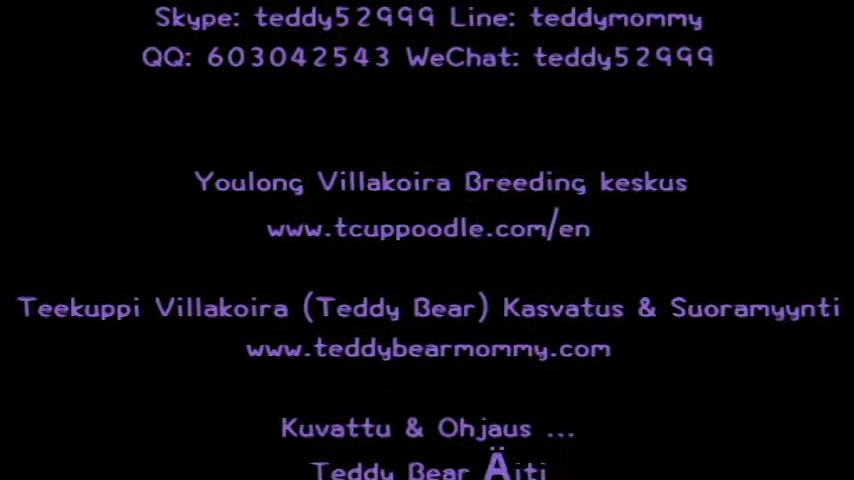 Skype: teddy52999 Line: teddymommy
QQ: 603042543 WeChat: teddy52999
Youlong Villakoira Breeding keskus
www.tcuppoodle.com/en
Teekuppi Villakoira (Teddy Bear) Kasvatus & Suoramyynti
www.teddybearmommy.com
Kuvattu & Ohjaus ...
Teddy Bear Äiti